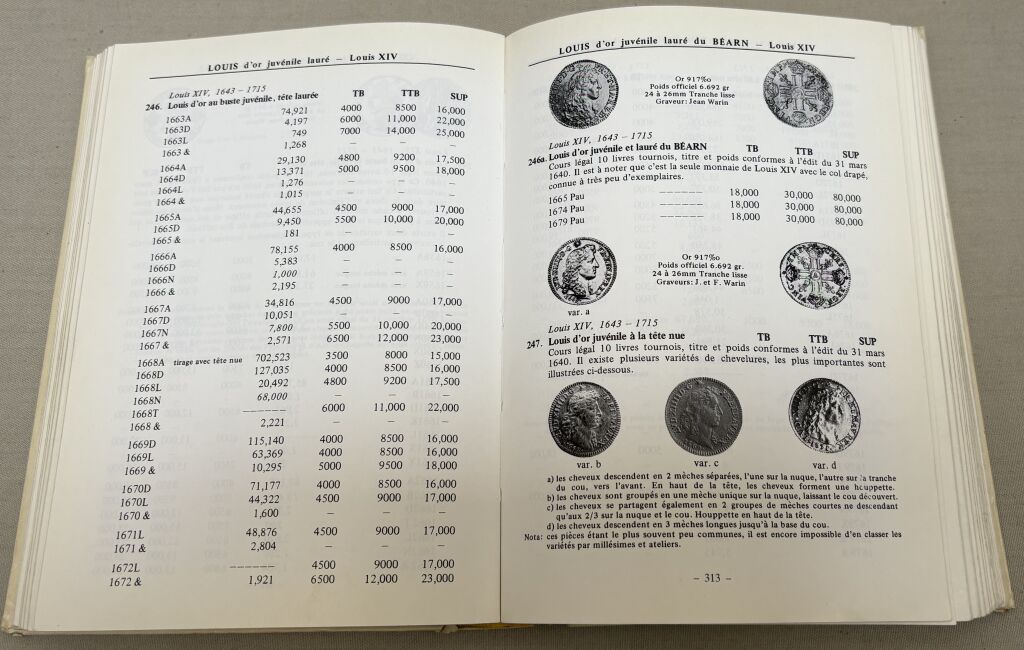 LOUIS d'or juvénile lauré – Louis XIV
Louis XIV, 1643 – 1715
246. Louis d'or au buste juvénile, tête laurée TB TTB SUP
1663A 74,921 4000 8500 16,000
1663D 4,197 6000 11,000 22,000
1663L 749 7000 14,000 25,000
1663 & 1,268 – – –
1664A 29,130 4800 9200 17,500
1664D 13,371 5000 9500 18,000
1664L 1,276 – – –
1664 & 1,015 – – –
1665A 44,655 4500 9000 17,000
1665D 9,450 5500 10,000 20,000
1665 & 181 – – –
1666A 78,155 4000 8500 16,000
1666D 5,383 – – –
1666N 1,000 – – –
1666 & 2,195 – – –
1667A 34,816 4500 9000 17,000
1667D 10,051 – – –
1667N 7,800 5500 10,000 20,000
1667 & 2,571 6500 12,000 23,000
1668A tirage avec tête nue 702,523 3500 8000 15,000
1668D 127,035 4000 8500 16,000
1668L 20,492 4800 9200 17,500
1668N 68,000 – – –
1668T –––––– 6000 11,000 22,000
1668 & 2,221 – – –
1669D 115,140 4000 8500 16,000
1669L 63,369 4000 8500 16,000
1669 & 10,295 5000 9500 18,000
1670D 71,177 4000 8500 16,000
1670L 44,322 4500 9000 17,000
1670 & 1,600 – – –
1671L 48,876 4500 9000 17,000
1671 & 2,804 – – –
1672L –––––– 4500 9000 17,000
1672 & 1,921 6500 12,000 23,000
LOUIS d'or juvénile lauré du BÉARN – Louis XIV
Or 917‰
Poids officiel 6.692 gr
24 à 26mm Tranche lisse
Graveur: Jean Warin
Louis XIV, 1643 – 1715
246a. Louis d'or juvénile et lauré du BÉARN TB TTB SUP
Cours légal 10 livres tournois, titre et poids conformes à l'édit du 31 mars
1640. Il est à noter que c'est la seule monnaie de Louis XIV avec le col drapé,
connue à très peu d'exemplaires.
1665 Pau –––––– 18,000 30,000 80,000
1674 Pau –––––– 18,000 30,000 80,000
1679 Pau –––––– 18,000 30,000 80,000
Or 917‰
Poids officiel 6.692 gr.
24 à 26mm Tranche lisse
Graveurs: J. et F. Warin
var. a
Louis XIV, 1643 – 1715
247. Louis d'or juvénile à la tête nue TB TTB SUP
Cours légal 10 livres tournois, titre et poids conformes à l'édit du 31 mars
1640. Il existe plusieurs variétés de chevelures, les plus importantes sont
illustrées ci-dessous.
var. b var. c var. d
a) les cheveux descendent en 2 mèches séparées, l'une sur la nuque, l'autre sur la tranche
du cou, vers l'avant. En haut de la tête, les cheveux forment une houppette.
b) les cheveux sont groupés en une mèche unique sur la nuque, laissant le cou découvert.
c) les cheveux se partagent également en 2 groupes de mèches courtes ne descendant
qu'aux 2/3 sur la nuque et le cou. Houppette en haut de la tête.
d) les cheveux descendent en 3 mèches longues jusqu'à la base du cou.
Nota: ces pièces étant le plus souvent peu communes, il est encore impossible d'en classer les
variétés par millésimes et ateliers.
– 313 –